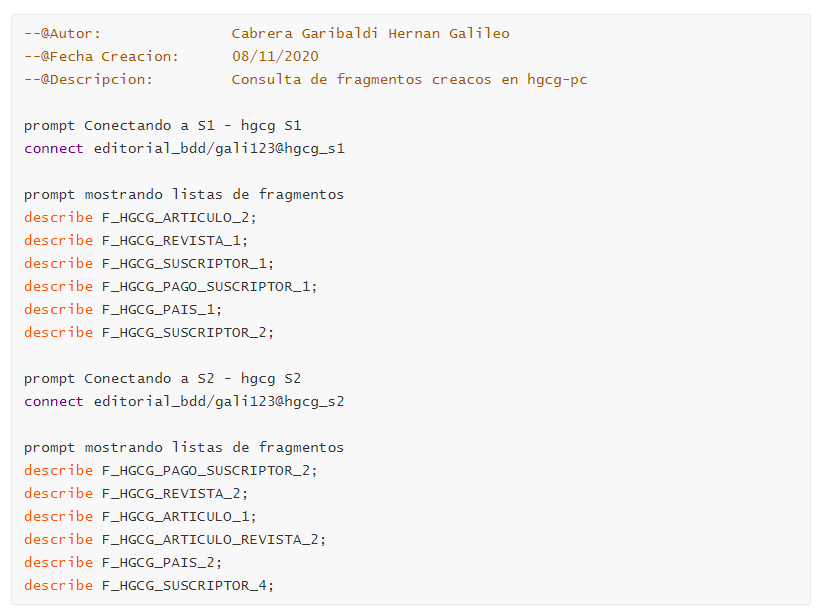 --@Autor: Cabrera Garibaldi Hernan Galileo
--@Fecha Creacion: 08/11/2020
--@Descripcion: Consulta de fragmentos creacos en hgcg-pc
prompt Conectando a S1 - hgcg S1
connect editorial_bdd/gali123@hgcg_s1
prompt mostrando listas de fragmentos
describe F_HGCG_ARTICULO_2;
describe F_HGCG_REVISTA_1;
describe F_HGCG_SUSCRIPTOR_1;
describe F_HGCG_PAGO_SUSCRIPTOR_1;
describe F_HGCG_PAIS_1;
describe F_HGCG_SUSCRIPTOR_2;
prompt Conectando a S2 - hgcg S2
connect editorial_bdd/gali123@hgcg_s2
prompt mostrando listas de fragmentos
describe F_HGCG_PAGO_SUSCRIPTOR_2;
describe F_HGCG_REVISTA_2;
describe F_HGCG_ARTICULO_1;
describe F_HGCG_ARTICULO_REVISTA_2;
describe F_HGCG_PAIS_2;
describe F_HGCG_SUSCRIPTOR_4;